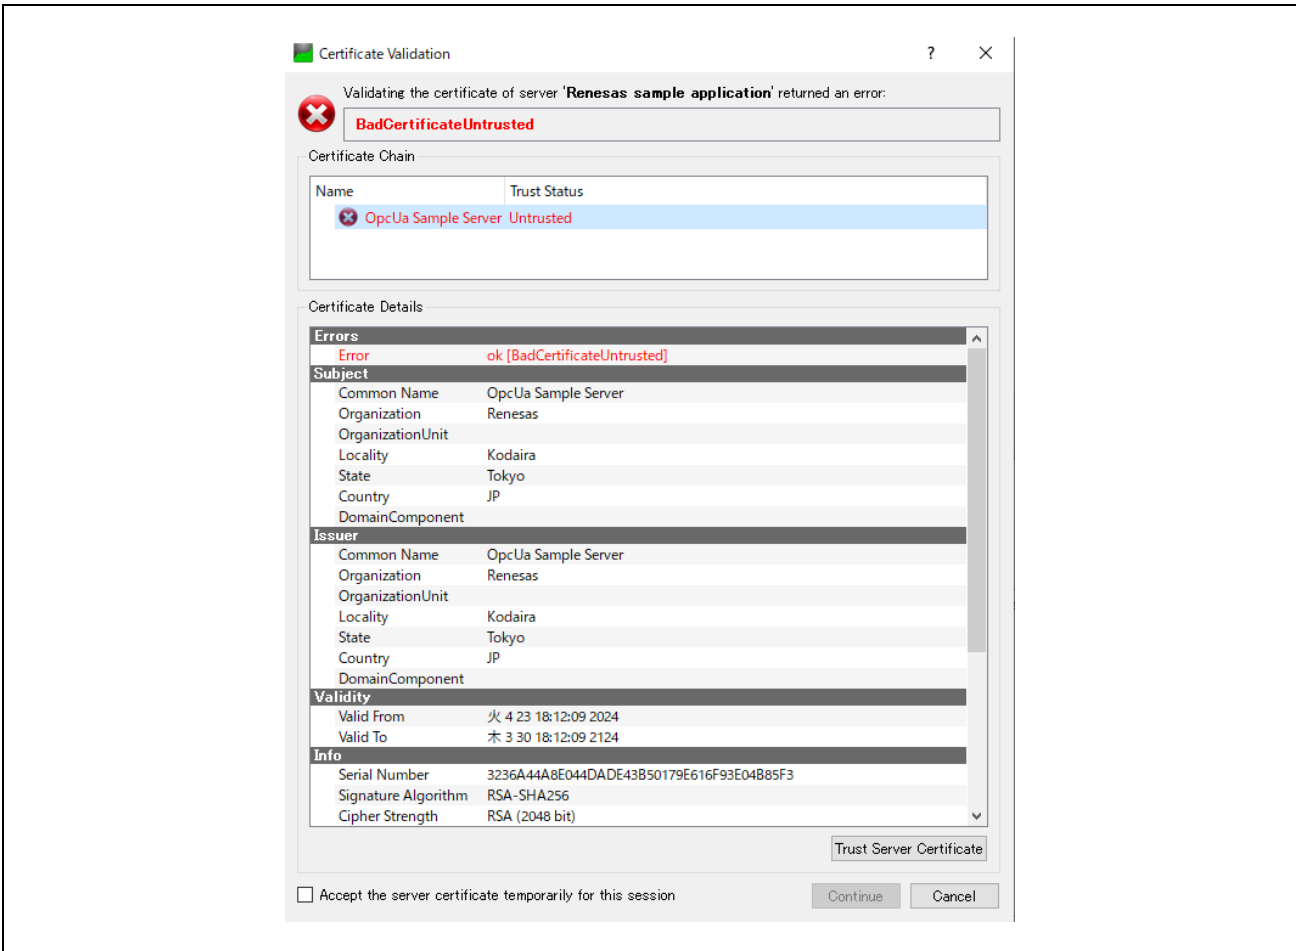 Certificate Validation ? ×
Validating the certificate of server 'Renesas sample application' returned an error:
BadCertificateUntrusted
Certificate Chain
Name Trust Status
OpcUa Sample Server Untrusted
Certificate Details
Errors
Error ok [BadCertificateUntrusted]
Subject
Common Name OpcUa Sample Server
Organization Renesas
OrganizationUnit
Locality Kodaira
State Tokyo
Country JP
DomainComponent
Issuer
Common Name OpcUa Sample Server
Organization Renesas
OrganizationUnit
Locality Kodaira
State Tokyo
Country JP
DomainComponent
Validity
Valid From 火 4 23 18:12:09 2024
Valid To 木 3 30 18:12:09 2124
Info
Serial Number 3236A44A8E044DADE43B50179E616F93E04B85F3
Signature Algorithm RSA-SHA256
Cipher Strength RSA (2048 bit)
Trust Server Certificate
Accept the server certificate temporarily for this session Continue Cancel